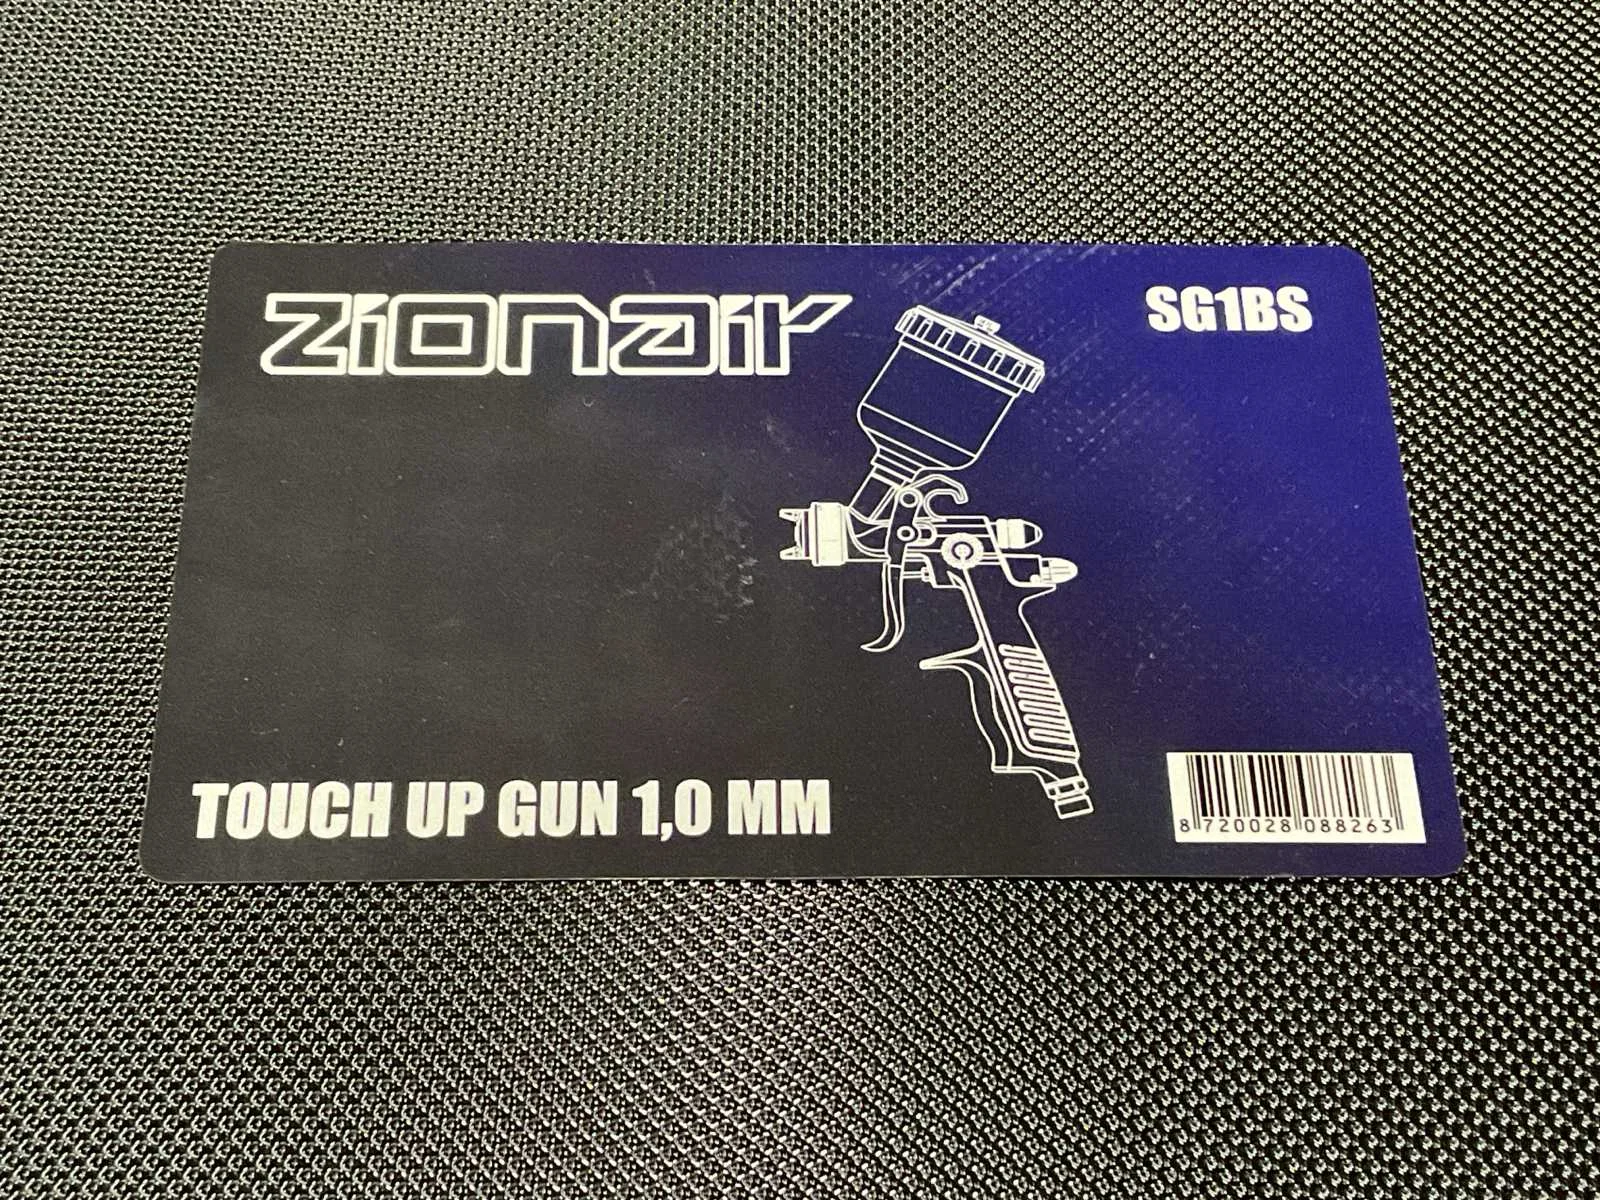 zionair
SG1BS
TOUCH UP GUN 1,0 MM
8 720028 088263